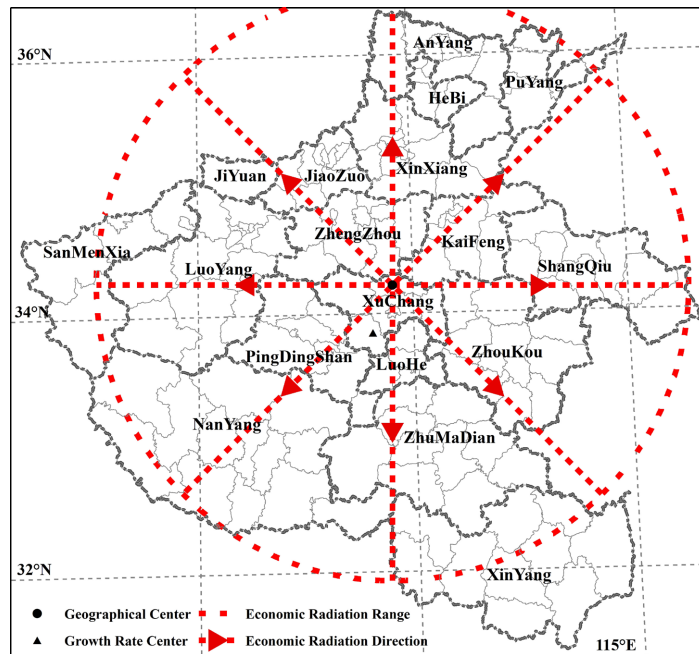 AnYang
36°N
PuYang
HeBi
XinXiang
JiYuan
JiaoZuo
ZhengZhou
KaiFeng
SanMenXia
LuoYang
ShangQiu
XuChang
34°N
PingDingShan
LuoHe
ZhouKou
NanYang
ZhuMaDian
32°N
XinYang
Geographical Center
Economic Radiation Range
Growth Rate Center
Economic Radiation Direction
115°E